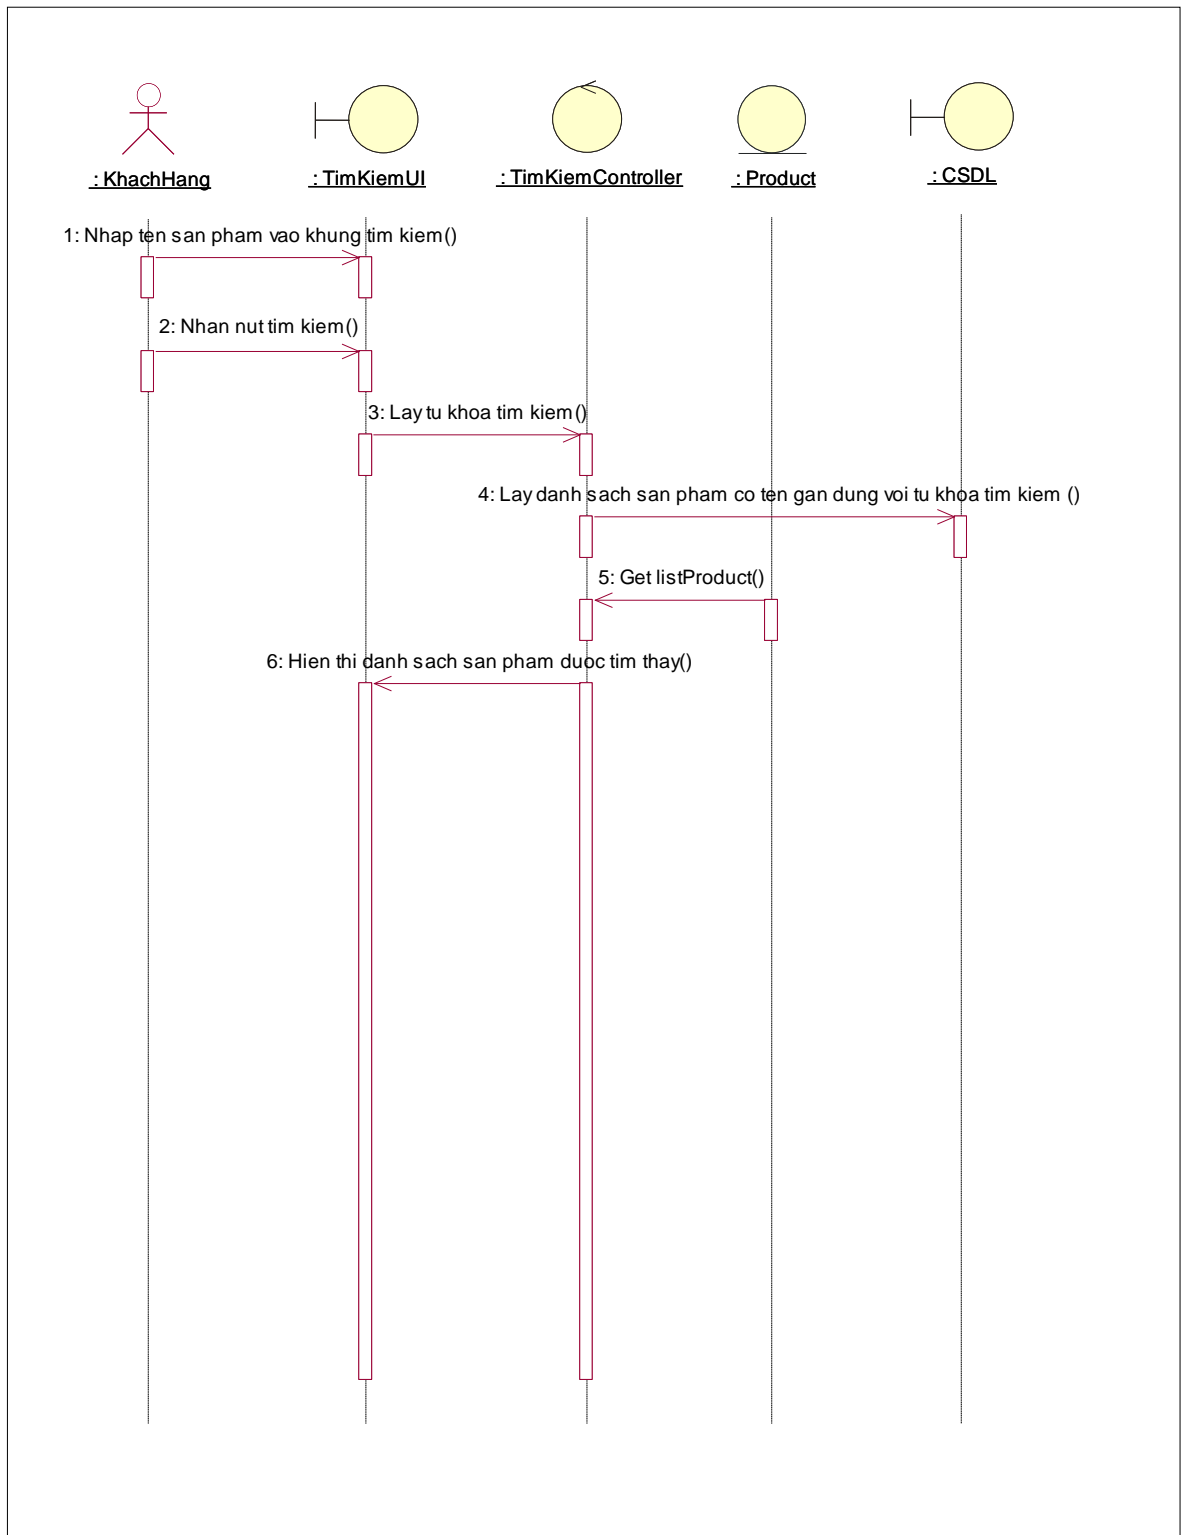 : KhachHang
: TimKiemUI
: TimKiemController
: Product
: CSDL
1: Nhap ten san pham vao khung tim kiem()
2: Nhan nut tim kiem()
3: Lay tu khoa tim kiem()
4: Lay danh sach san pham co ten gan dung voi tu khoa tim kiem ()
5: Get listProduct()
6: Hien thi danh sach san pham duoc tim thay()